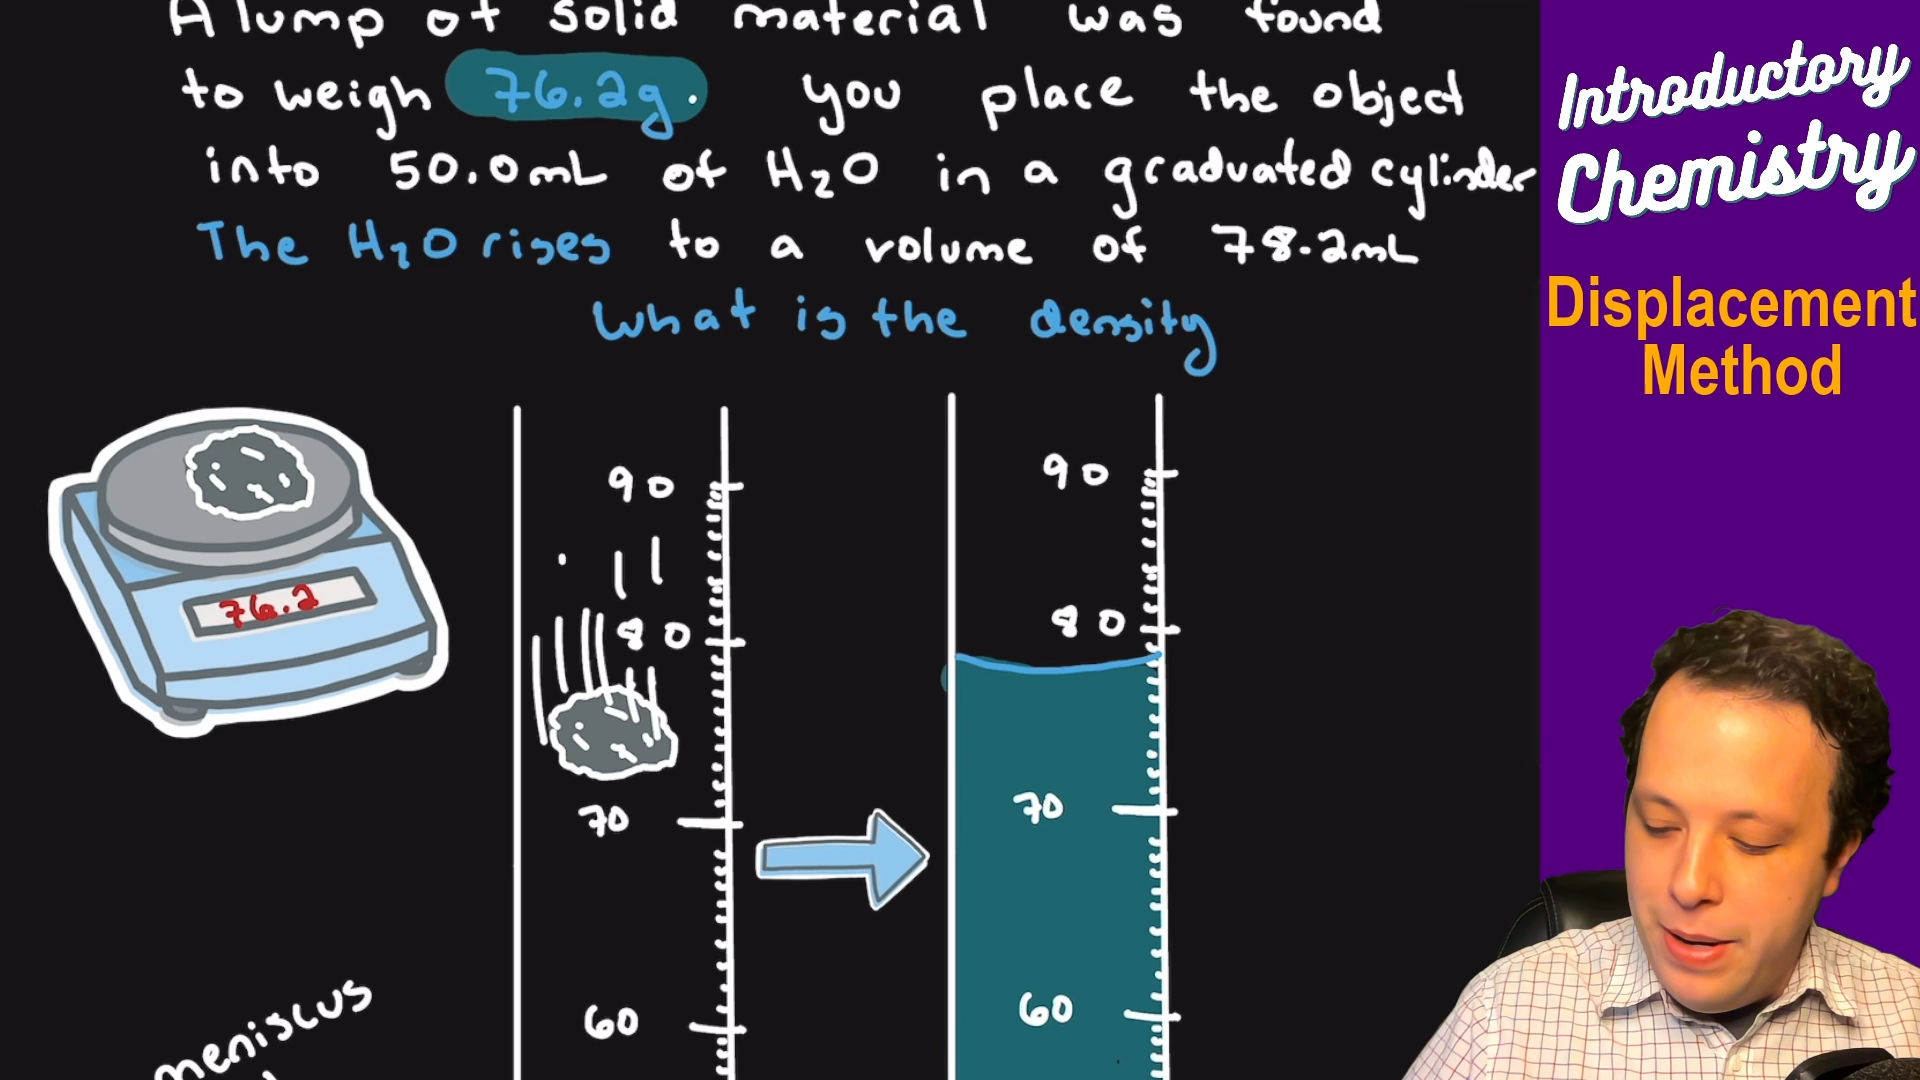 A lump of solid material was found
to weigh 76.2g. you place the object
into 50.0mL of H2O in a graduated cylinder
The H2O rises to a volume of 78.2mL
What is the density
Introductory
Chemistry
Displacement
Method
76.2
90
80
70
60
90
80
70
60
meniscus